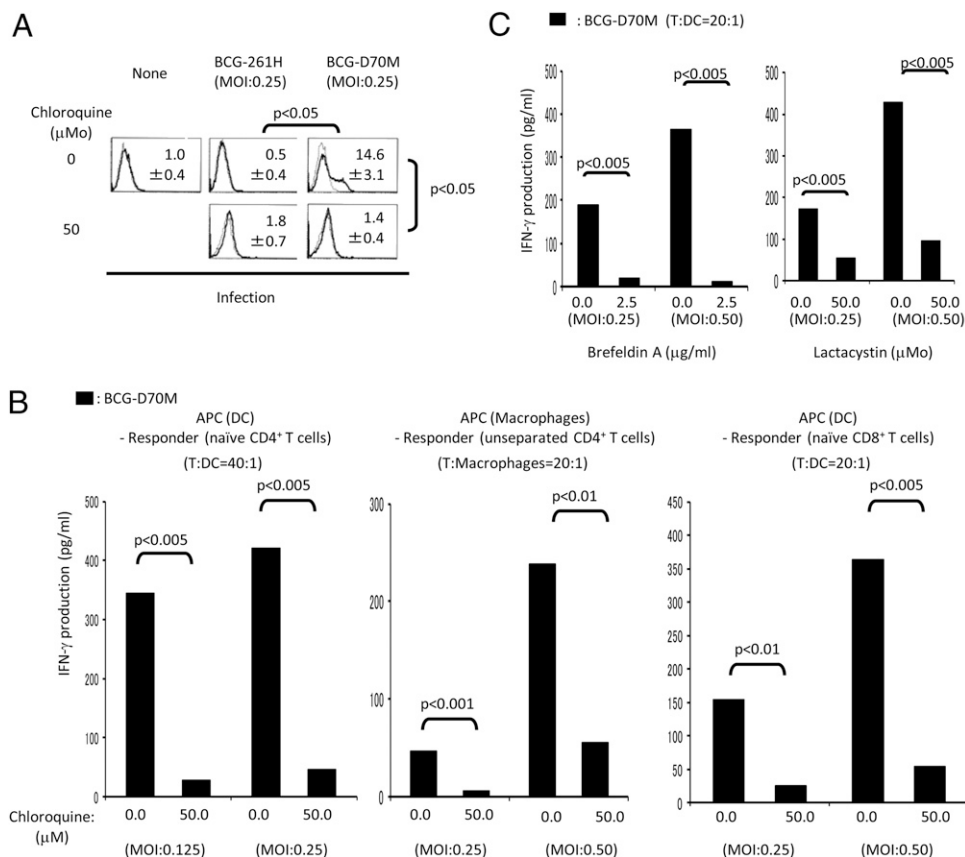 A
None
BCG-261H
(MOI:0.25)
BCG-D70M
(MOI:0.25)
Chloroquine
(μMo)
p<0.05
0
1.0
±0.4
0.5
±0.4
14.6
±3.1
p<0.05
50
1.8
±0.7
1.4
±0.4
Infection
C
■ : BCG-D70M (T:DC=20:1)
IFN-γ production (pg/ml)
500
400
300
200
100
0
p<0.005
p<0.005
0.0 2.5 0.0 2.5
(MOI:0.25) (MOI:0.50)
Brefeldin A (μg/ml)
500
400
300
200
100
0
p<0.005
p<0.005
0.0 50.0 0.0 50.0
(MOI:0.25) (MOI:0.50)
Lactacystin (μMo)
B
■ : BCG-D70M
APC (DC)
- Responder (naïve CD4⁺ T cells)
(T:DC=40:1)
IFN-γ production (pg/ml)
500
400
300
200
100
0
p<0.005
p<0.005
Chloroquine:
(μM)
0.0 50.0 0.0 50.0
(MOI:0.125) (MOI:0.25)
APC (Macrophages)
- Responder (unseparated CD4⁺ T cells)
(T:Macrophages=20:1)
300
200
100
0
p<0.001
p<0.01
0.0 50.0 0.0 50.0
(MOI:0.25) (MOI:0.50)
APC (DC)
- Responder (naïve CD8⁺ T cells)
(T:DC=20:1)
450
400
350
300
250
200
150
100
50
0
p<0.01
p<0.005
0.0 50.0 0.0 50.0
(MOI:0.25) (MOI:0.50)